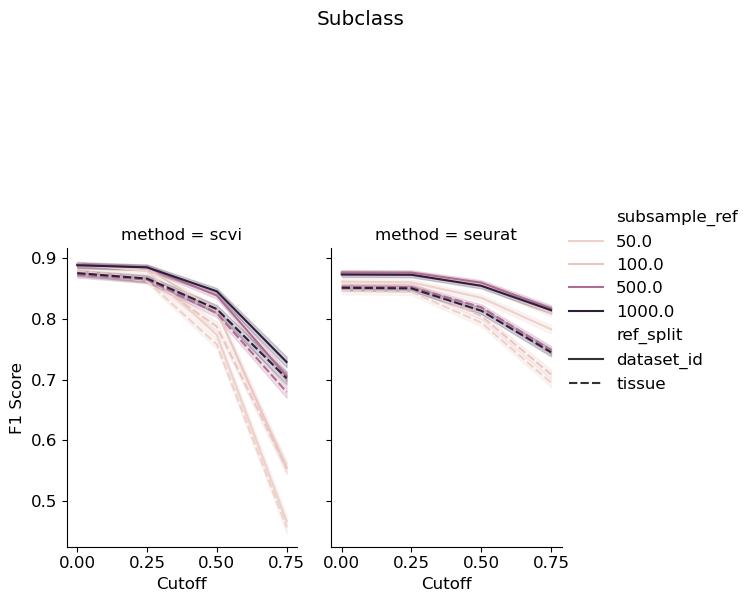 Subclass
method = scvi
method = seurat
F1 Score
0.9
0.8
0.7
0.6
0.5
0.00 0.25 0.50 0.75
0.00 0.25 0.50 0.75
Cutoff
Cutoff
subsample_ref
50.0
100.0
500.0
1000.0
ref_split
dataset_id
tissue